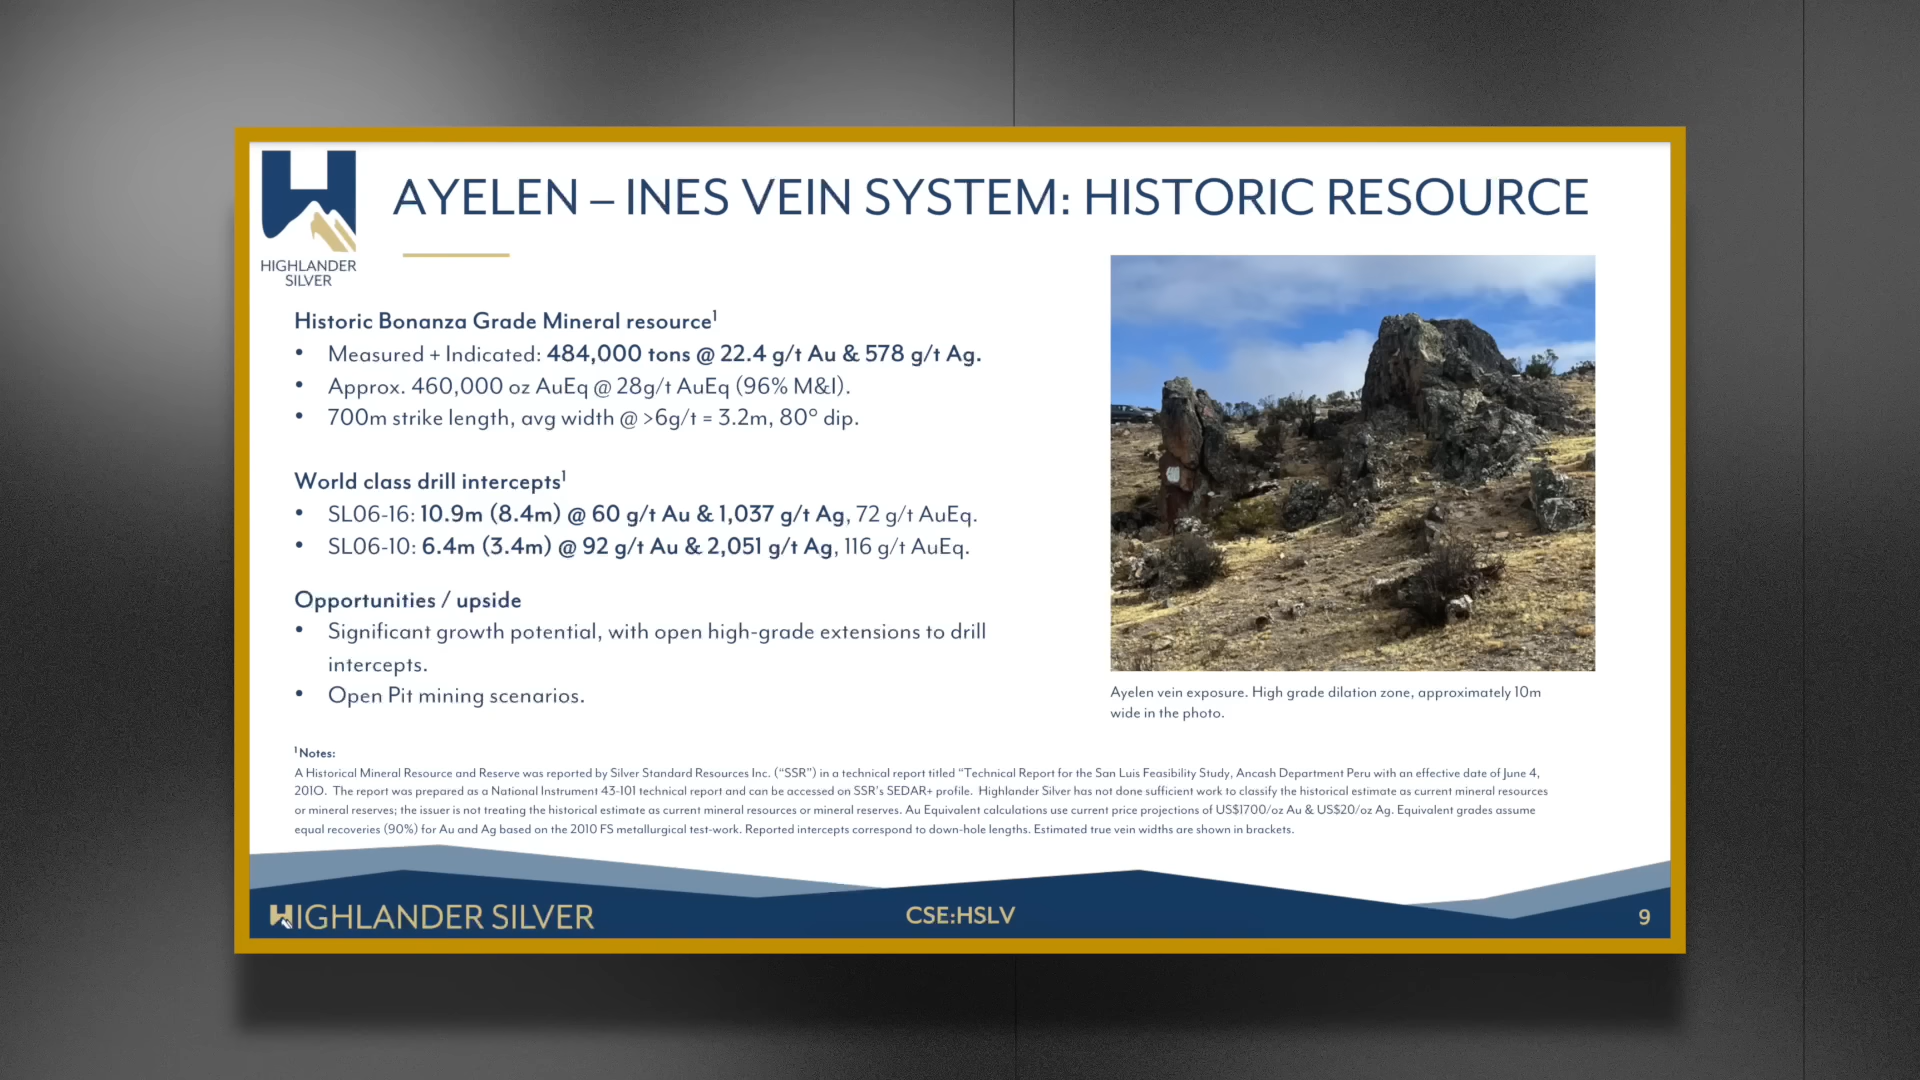 HIGHLANDER
SILVER
AYELEN – INES VEIN SYSTEM: HISTORIC RESOURCE
Historic Bonanza Grade Mineral resource¹
• Measured + Indicated: 484,000 tons @ 22.4 g/t Au & 578 g/t Ag.
• Approx. 460,000 oz AuEq @ 28g/t AuEq (96% M&I).
• 700m strike length, avg width @ >6g/t = 3.2m, 80° dip.
World class drill intercepts¹
• SL06-16: 10.9m (8.4m) @ 60 g/t Au & 1,037 g/t Ag, 72 g/t AuEq.
• SL06-10: 6.4m (3.4m) @ 92 g/t Au & 2,051 g/t Ag, 116 g/t AuEq.
Opportunities / upside
• Significant growth potential, with open high-grade extensions to drill
intercepts.
• Open Pit mining scenarios.
Ayelen vein exposure. High grade dilation zone, approximately 10m
wide in the photo.
¹ Notes:
A Historical Mineral Resource and Reserve was reported by Silver Standard Resources Inc. (“SSR”) in a technical report titled “Technical Report for the San Luis Feasibility Study, Ancash Department Peru with an effective date of June 4,
2010. The report was prepared as a National Instrument 43-101 technical report and can be accessed on SSR’s SEDAR+ profile. Highlander Silver has not done sufficient work to classify the historical estimate as current mineral resources
or mineral reserves; the issuer is not treating the historical estimate as current mineral resources or mineral reserves. Au Equivalent calculations use current price projections of US$1700/oz Au & US$20/oz Ag. Equivalent grades assume
equal recoveries (90%) for Au and Ag based on the 2010 FS metallurgical test-work. Reported intercepts correspond to down-hole lengths. Estimated true vein widths are shown in brackets.
HIGHLANDER SILVER
CSE:HSLV
9